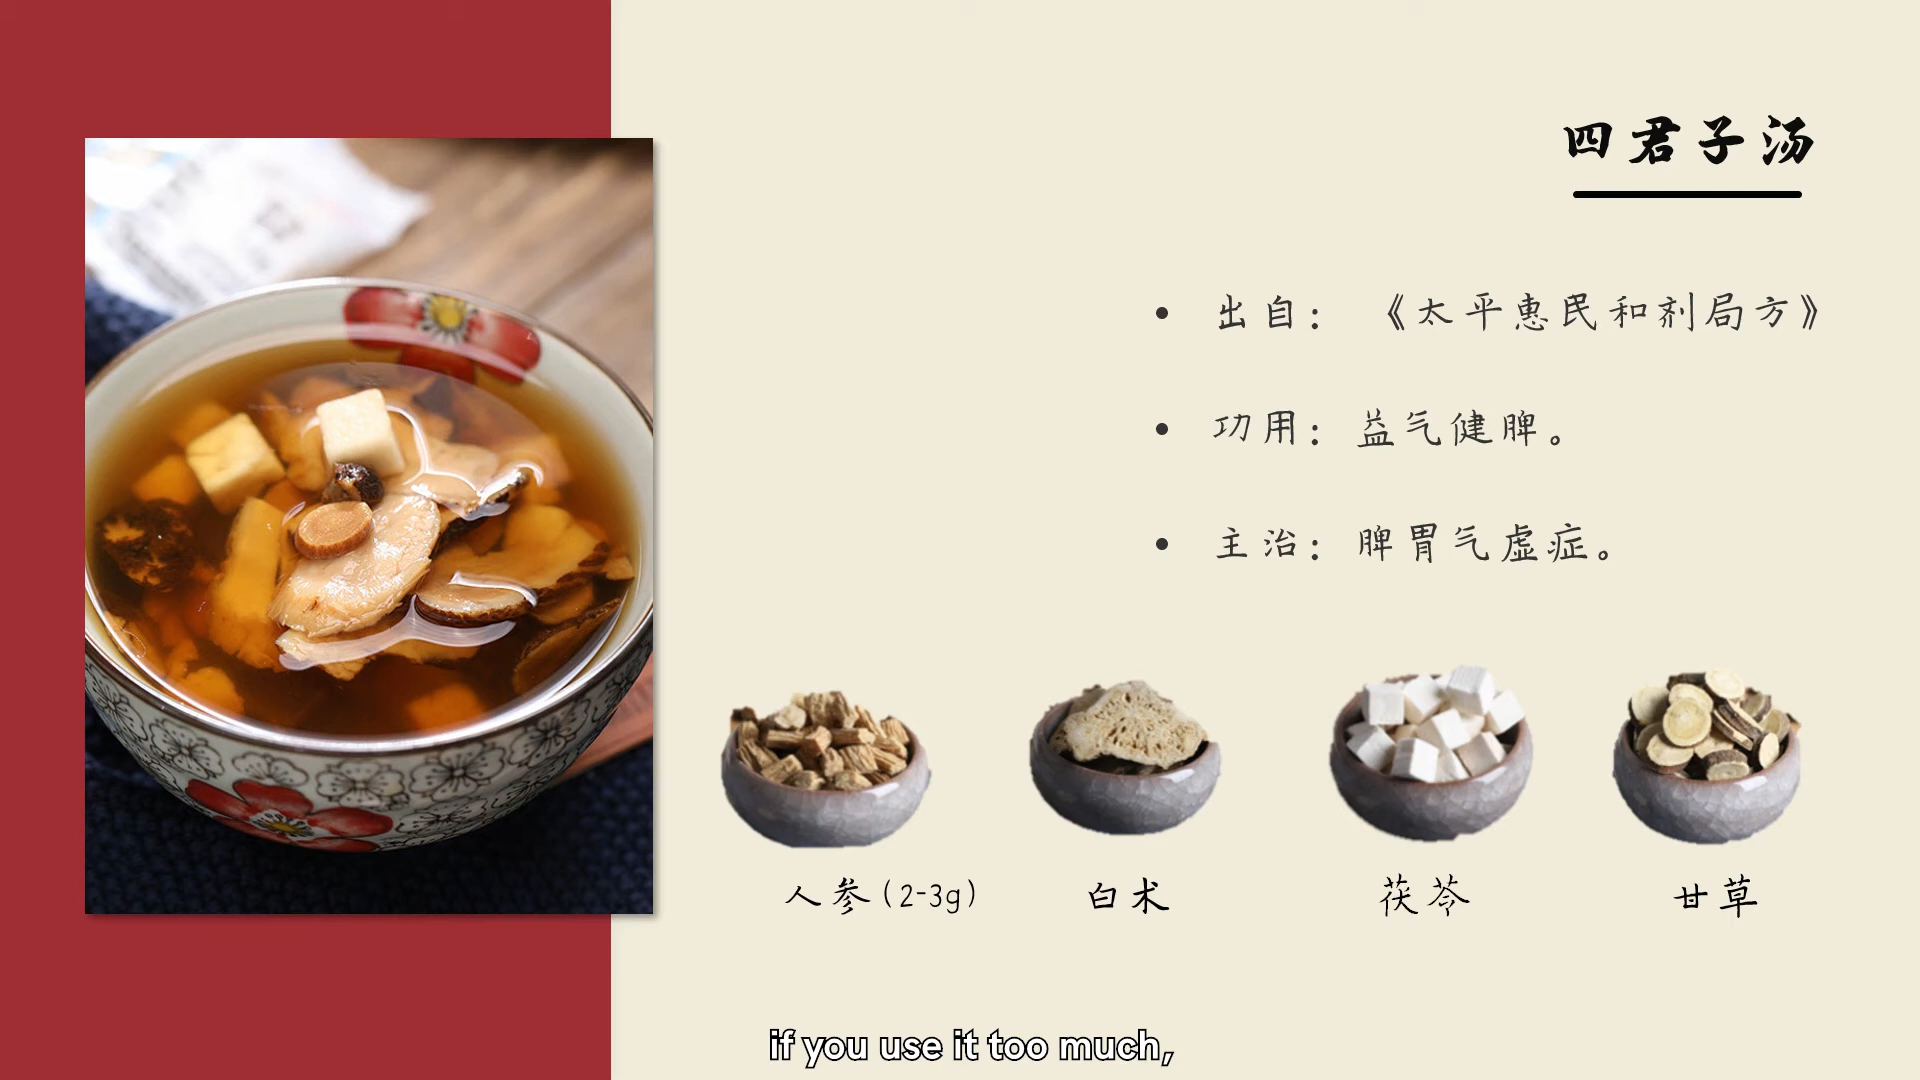 四君子汤
• 出自：《太平惠民和剂局方》
• 功用：益气健脾。
• 主治：脾胃气虚症。
人参(2-3g)
白术
茯苓
甘草
if you use it too much,